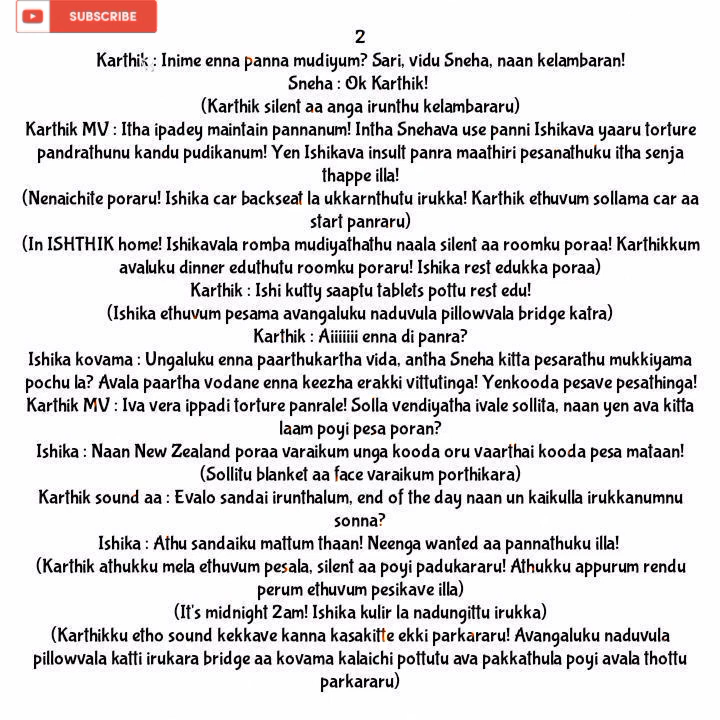 SUBSCRIBE
2
Karthik : Inime enna panna mudiyum? Sari, vidu Sneha, naan kelambaran!
Sneha : Ok Karthik!
(Karthik silent aa anga irunthu kelambararu)
Karthik MV : Itha ipadey maintain pannanum! Intha Snehava use panni Ishikava yaaru torture
pandrathunu kandu pudikanum! Yen Ishikava insult panra maathiri pesanathuku itha senja
thappe illa!
(Nenaichite poraru! Ishika car backseat la ukkarnthutu irukka! Karthik ethuvum sollama car aa
start panraru)
(In ISHTHIK home! Ishikavala romba mudiyathathu naala silent aa roomku poraa! Karthikkum
avaluku dinner eduthutu roomku poraru! Ishika rest edukka poraa)
Karthik : Ishi kutty saaptu tablets pottu rest edu!
(Ishika ethuvum pesama avangaluku naduvula pillowvala bridge katra)
Karthik : Aiiiiiii enna di panra?
Ishika kovama : Ungaluku enna paarthukartha vida, antha Sneha kitta pesarathu mukkiyama
pochu la? Avala paartha vodane enna keezha erakki vittutinga! Yenkooda pesave pesathinga!
Karthik MV : Iva vera ippadi torture panrale! Solla vendiyatha ivale sollita, naan yen ava kitta
laam poyi pesa poran?
Ishika : Naan New Zealand poraa varaikum unga kooda oru vaarthai kooda pesa mataan!
(Sollitu blanket aa face varaikum porthikara)
Karthik sound aa : Evalo sandai irunthalum, end of the day naan un kaikulla irukkanumnu
sonna?
Ishika : Athu sandaiku mattum thaan! Neenga wanted aa pannathuku illa!
(Karthik athukku mela ethuvum pesala, silent aa poyi padukararu! Athukku appurum rendu
perum ethuvum pesikave illa)
(It's midnight 2am! Ishika kulir la nadungittu irukka)
(Karthikku etho sound kekkave kanna kasakitte ekki parkararu! Avangaluku naduvula
pillowvala katti irukara bridge aa kovama kalaichi pottutu ava pakkathula poyi avala thottu
parkararu)